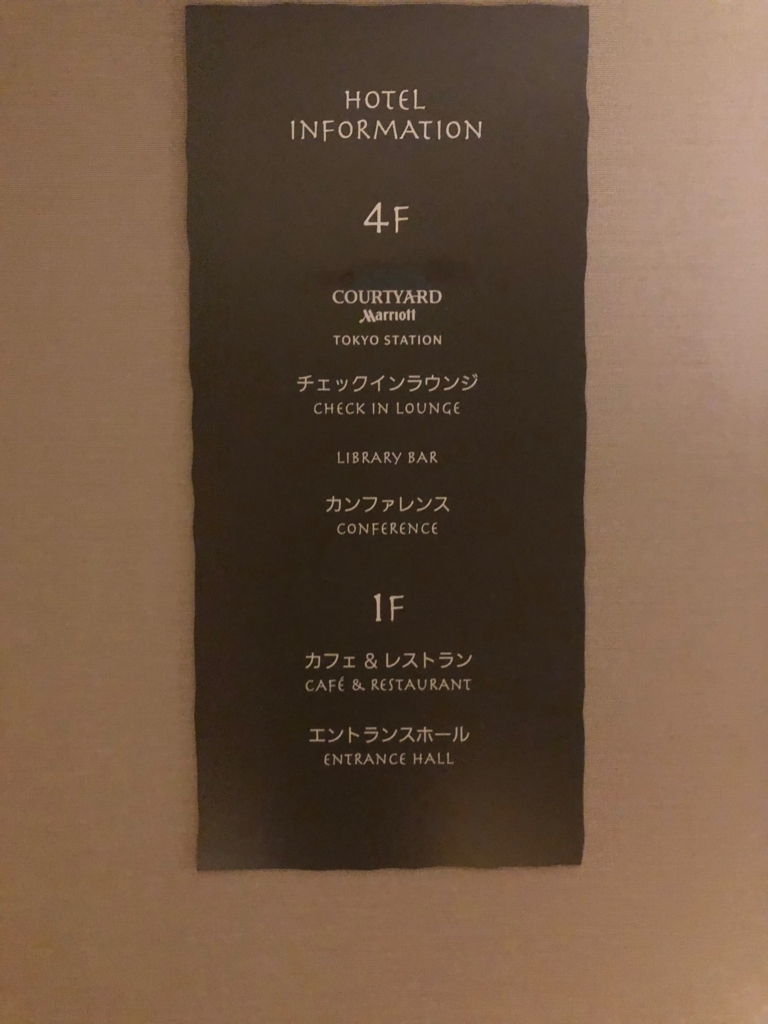 HOTEL
INFORMATION
4F
COURTYARD
Marriott
TOKYO STATION
チェックインラウンジ
CHECK IN LOUNGE
LIBRARY BAR
カンファレンス
CONFERENCE
1F
カフェ & レストラン
CAFÉ & RESTAURANT
エントランスホール
ENTRANCE HALL